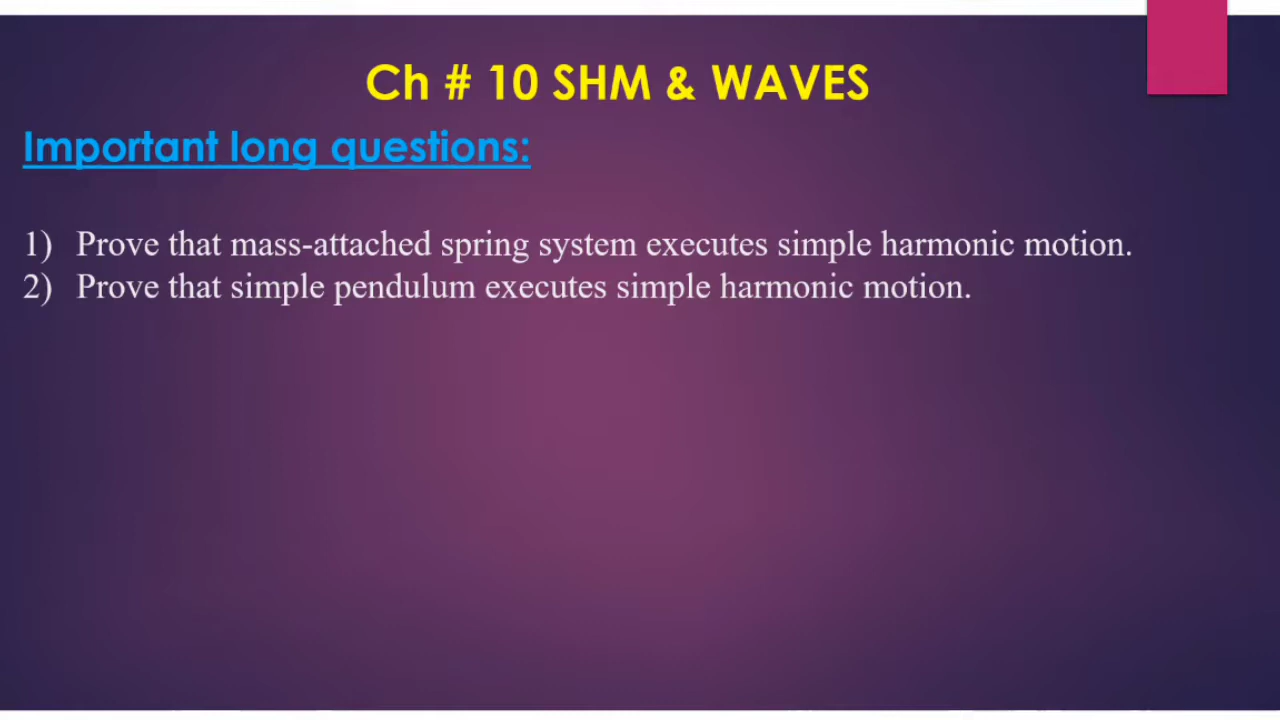 Ch # 10 SHM & WAVES
Important long questions:
1) Prove that mass-attached spring system executes simple harmonic motion.
2) Prove that simple pendulum executes simple harmonic motion.